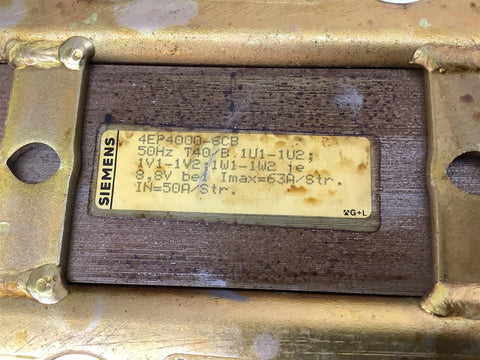 SIEMENS
4EP4000-6CB
50Hz T40/B.1U1-1U2;
1V1-1V2;1W1-1W2 je
8.8V bei Imax=63A/Str.
IN=50A/Str.
G+L